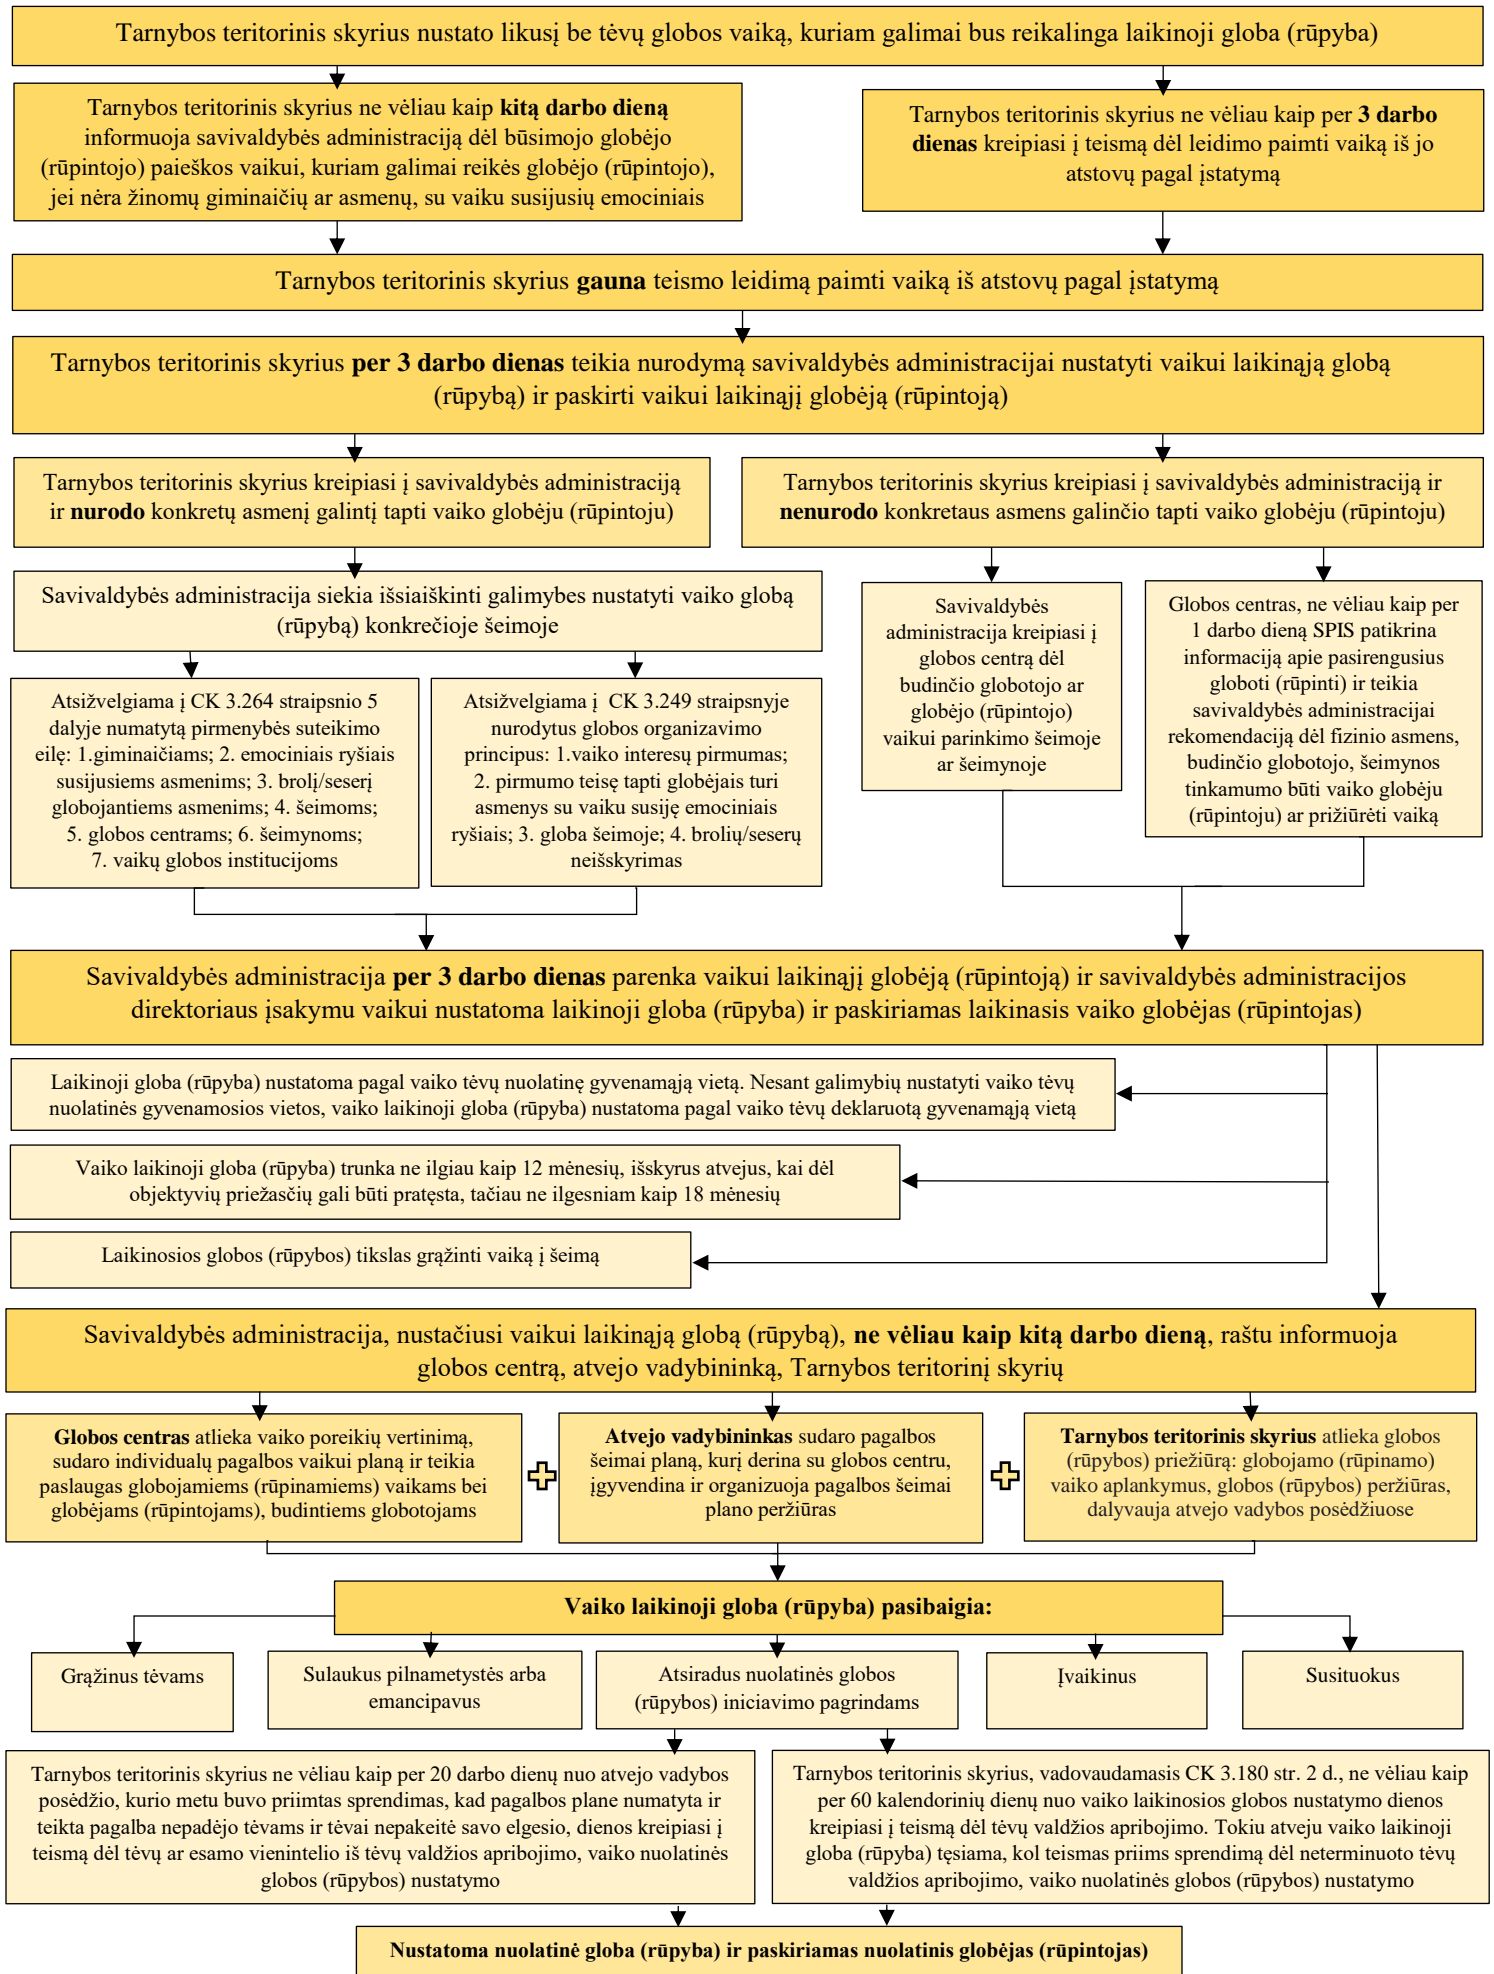 Tarnybos teritorinis skyrius nustato likusį be tėvų globos vaiką, kuriam galimai bus reikalinga laikinoji globa (rūpyba)
Tarnybos teritorinis skyrius ne vėliau kaip kitą darbo dieną
informuoja savivaldybės administraciją dėl būsimojo globėjo
(rūpintojo) paieškos vaikui, kuriam galimai reikės globėjo (rūpintojo),
jei nėra žinomų giminaičių ar asmenų, su vaiku susijusių emociniais
Tarnybos teritorinis skyrius ne vėliau kaip per 3 darbo
dienas kreipiasi į teismą dėl leidimo paimti vaiką iš jo
atstovų pagal įstatymą
Tarnybos teritorinis skyrius gauna teismo leidimą paimti vaiką iš atstovų pagal įstatymą
Tarnybos teritorinis skyrius per 3 darbo dienas teikia nurodymą savivaldybės administracijai nustatyti vaikui laikinąją globą
(rūpybą) ir paskirti vaikui laikinąjį globėją (rūpintoją)
Tarnybos teritorinis skyrius kreipiasi į savivaldybės administraciją
ir nurodo konkretų asmenį galintį tapti vaiko globėju (rūpintoju)
Tarnybos teritorinis skyrius kreipiasi į savivaldybės administraciją ir
nenurodo konkretaus asmens galinčio tapti vaiko globėju (rūpintoju)
Savivaldybės administracija siekia išsiaiškinti galimybes nustatyti vaiko globą
(rūpybą) konkrečioje šeimoje
Savivaldybės
administracija kreipiasi į
globos centrą dėl
budinčio globotojo ar
globėjo (rūpintojo)
vaikui parinkimo šeimoje
ar šeimynoje
Globos centras, ne vėliau kaip per
1 darbo dieną SPIS patikrina
informaciją apie pasirengusius
globoti (rūpinti) ir teikia
savivaldybės administracijai
rekomendaciją dėl fizinio asmens,
budinčio globotojo, šeimynos
tinkamumo būti vaiko globėju
(rūpintoju) ar prižiūrėti vaiką
Atsižvelgiama į CK 3.264 straipsnio 5
dalyje numatytą pirmenybės suteikimo
eilę: 1.giminaičiams; 2. emociniais ryšiais
susijusiems asmenims; 3. brolį/seserį
globojantiems asmenims; 4. šeimoms;
5. globos centrams; 6. šeimynoms;
7. vaikų globos institucijoms
Atsižvelgiama į CK 3.249 straipsnyje
nurodytus globos organizavimo
principus: 1.vaiko interesų pirmumas;
2. pirmumo teisę tapti globėjais turi
asmenys su vaiku susiję emociniais
ryšiais; 3. globa šeimoje; 4. brolių/seserų
neišskyrimas
Savivaldybės administracija per 3 darbo dienas parenka vaikui laikinąjį globėją (rūpintoją) ir savivaldybės administracijos
direktoriaus įsakymu vaikui nustatoma laikinoji globa (rūpyba) ir paskiriamas laikinasis vaiko globėjas (rūpintojas)
Laikinoji globa (rūpyba) nustatoma pagal vaiko tėvų nuolatinę gyvenamąją vietą. Nesant galimybių nustatyti vaiko tėvų
nuolatinės gyvenamosios vietos, vaiko laikinoji globa (rūpyba) nustatoma pagal vaiko tėvų deklaruotą gyvenamąją vietą
Vaiko laikinoji globa (rūpyba) trunka ne ilgiau kaip 12 mėnesių, išskyrus atvejus, kai dėl
objektyvių priežasčių gali būti pratęsta, tačiau ne ilgesniam kaip 18 mėnesių
Laikinosios globos (rūpybos) tikslas grąžinti vaiką į šeimą
Savivaldybės administracija, nustačiusi vaikui laikinąją globą (rūpybą), ne vėliau kaip kitą darbo dieną, raštu informuoja
globos centrą, atvejo vadybininką, Tarnybos teritorinį skyrių
Globos centras atlieka vaiko poreikių vertinimą,
sudaro individualų pagalbos vaikui planą ir teikia
paslaugas globojamiems (rūpinamiems) vaikams bei
globėjams (rūpintojams), budintiems globotojams
Atvejo vadybininkas sudaro pagalbos
šeimai planą, kurį derina su globos centru,
įgyvendina ir organizuoja pagalbos šeimai
plano peržiūras
Tarnybos teritorinis skyrius atlieka globos
(rūpybos) priežiūrą: globojamo (rūpinamo)
vaiko aplankymus, globos (rūpybos) peržiūras,
dalyvauja atvejo vadybos posėdžiuose
Vaiko laikinoji globa (rūpyba) pasibaigia:
Grąžinus tėvams
Sulaukus pilnametystės arba
emancipavus
Atsiradus nuolatinės globos
(rūpybos) iniciavimo pagrindams
Įvaikinus
Susituokus
Tarnybos teritorinis skyrius ne vėliau kaip per 20 darbo dienų nuo atvejo vadybos
posėdžio, kurio metu buvo priimtas sprendimas, kad pagalbos plane numatyta ir
teikta pagalba nepadėjo tėvams ir tėvai nepakeitė savo elgesio, dienos kreipiasi į
teismą dėl tėvų ar esamo vienintelio iš tėvų valdžios apribojimo, vaiko nuolatinės
globos (rūpybos) nustatymo
Tarnybos teritorinis skyrius, vadovaudamasis CK 3.180 str. 2 d., ne vėliau kaip
per 60 kalendorinių dienų nuo vaiko laikinosios globos nustatymo dienos
kreipiasi į teismą dėl tėvų valdžios apribojimo. Tokiu atveju vaiko laikinoji
globa (rūpyba) tęsiama, kol teismas priims sprendimą dėl neterminuoto tėvų
valdžios apribojimo, vaiko nuolatinės globos (rūpybos) nustatymo
Nustatoma nuolatinė globa (rūpyba) ir paskiriamas nuolatinis globėjas (rūpintojas)